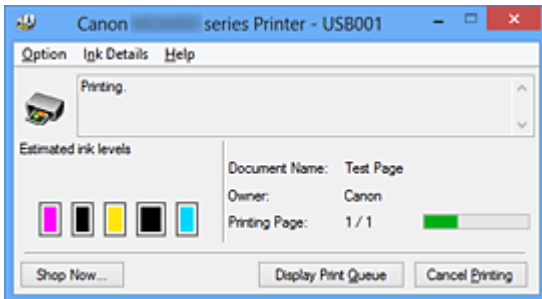 Canon series Printer - USB001
Option Ink Details Help
Printing.
Estimated ink levels
Document Name: Test Page
Owner: Canon
Printing Page: 1 / 1
Shop Now... Display Print Queue Cancel Printing